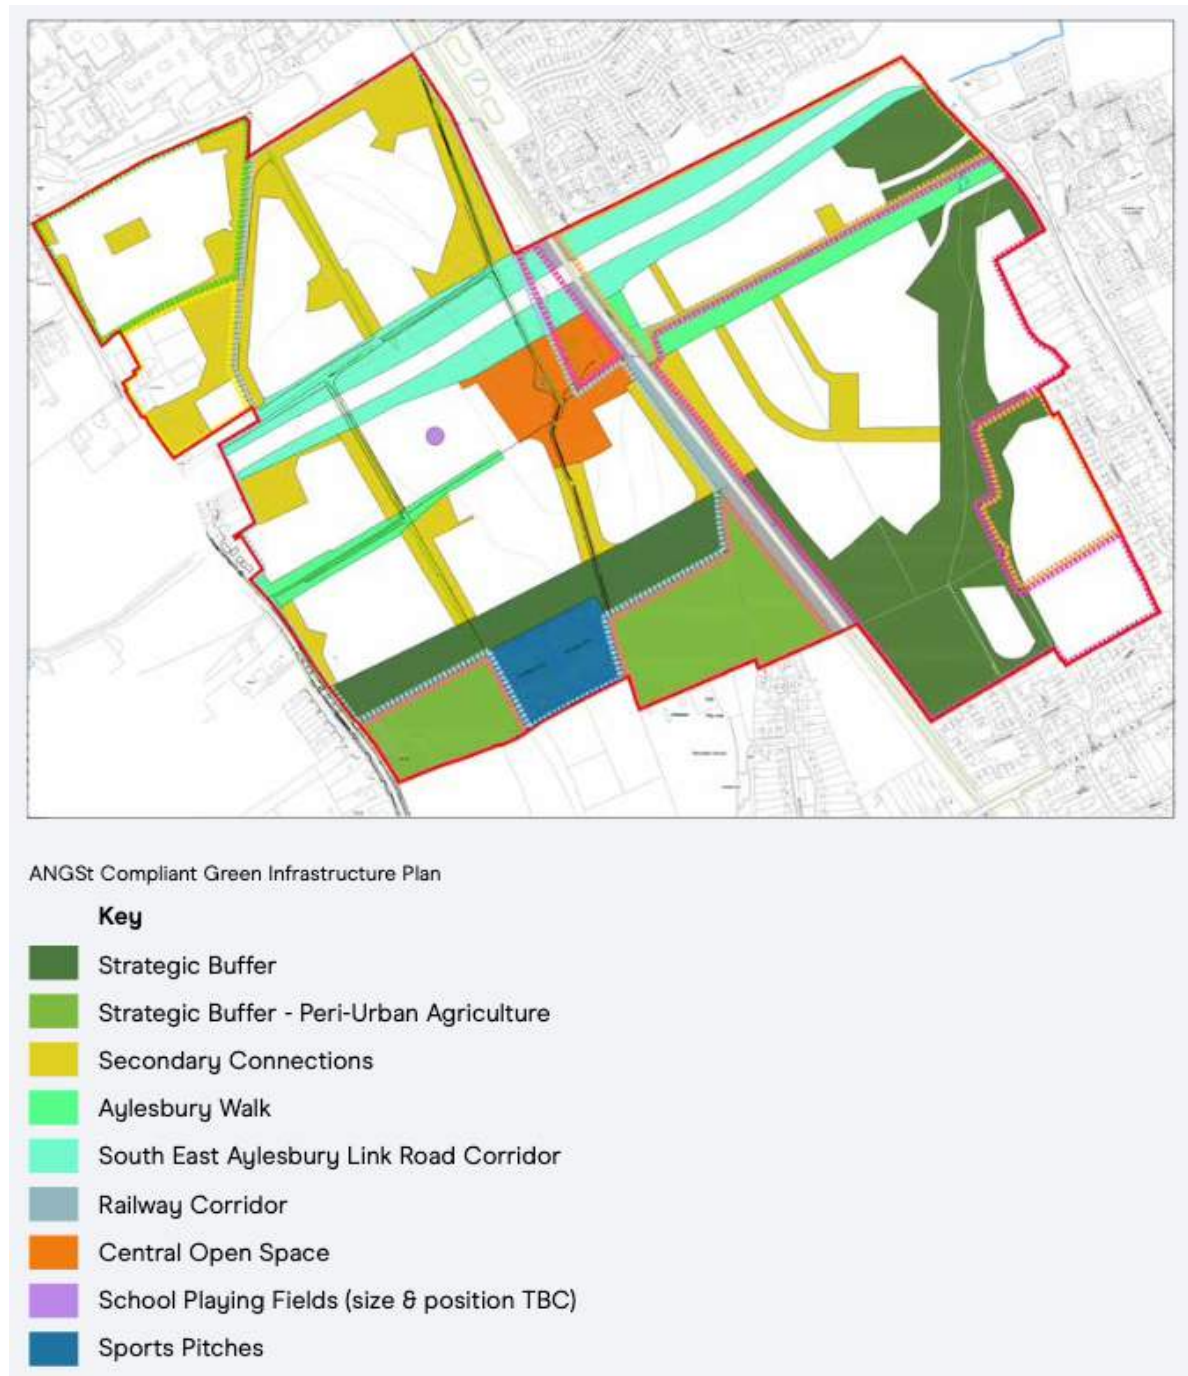 ANGSt Compliant Green Infrastructure Plan
Key
Strategic Buffer
Strategic Buffer - Peri-Urban Agriculture
Secondary Connections
Aylesbury Walk
South East Aylesbury Link Road Corridor
Railway Corridor
Central Open Space
School Playing Fields (size & position TBC)
Sports Pitches